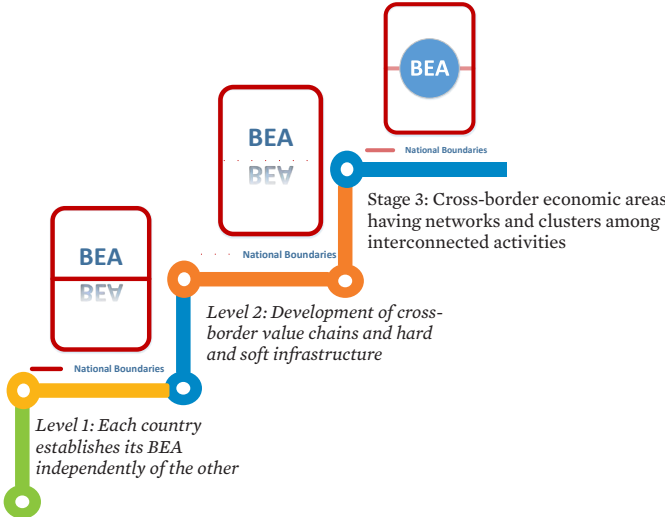 BEA
National Boundaries
BEA
BEA
Stage 3: Cross-border economic areas
having networks and clusters among
interconnected activities
National Boundaries
BEA
BEA
Level 2: Development of cross-
border value chains and hard
and soft infrastructure
National Boundaries
Level 1: Each country
establishes its BEA
independently of the other